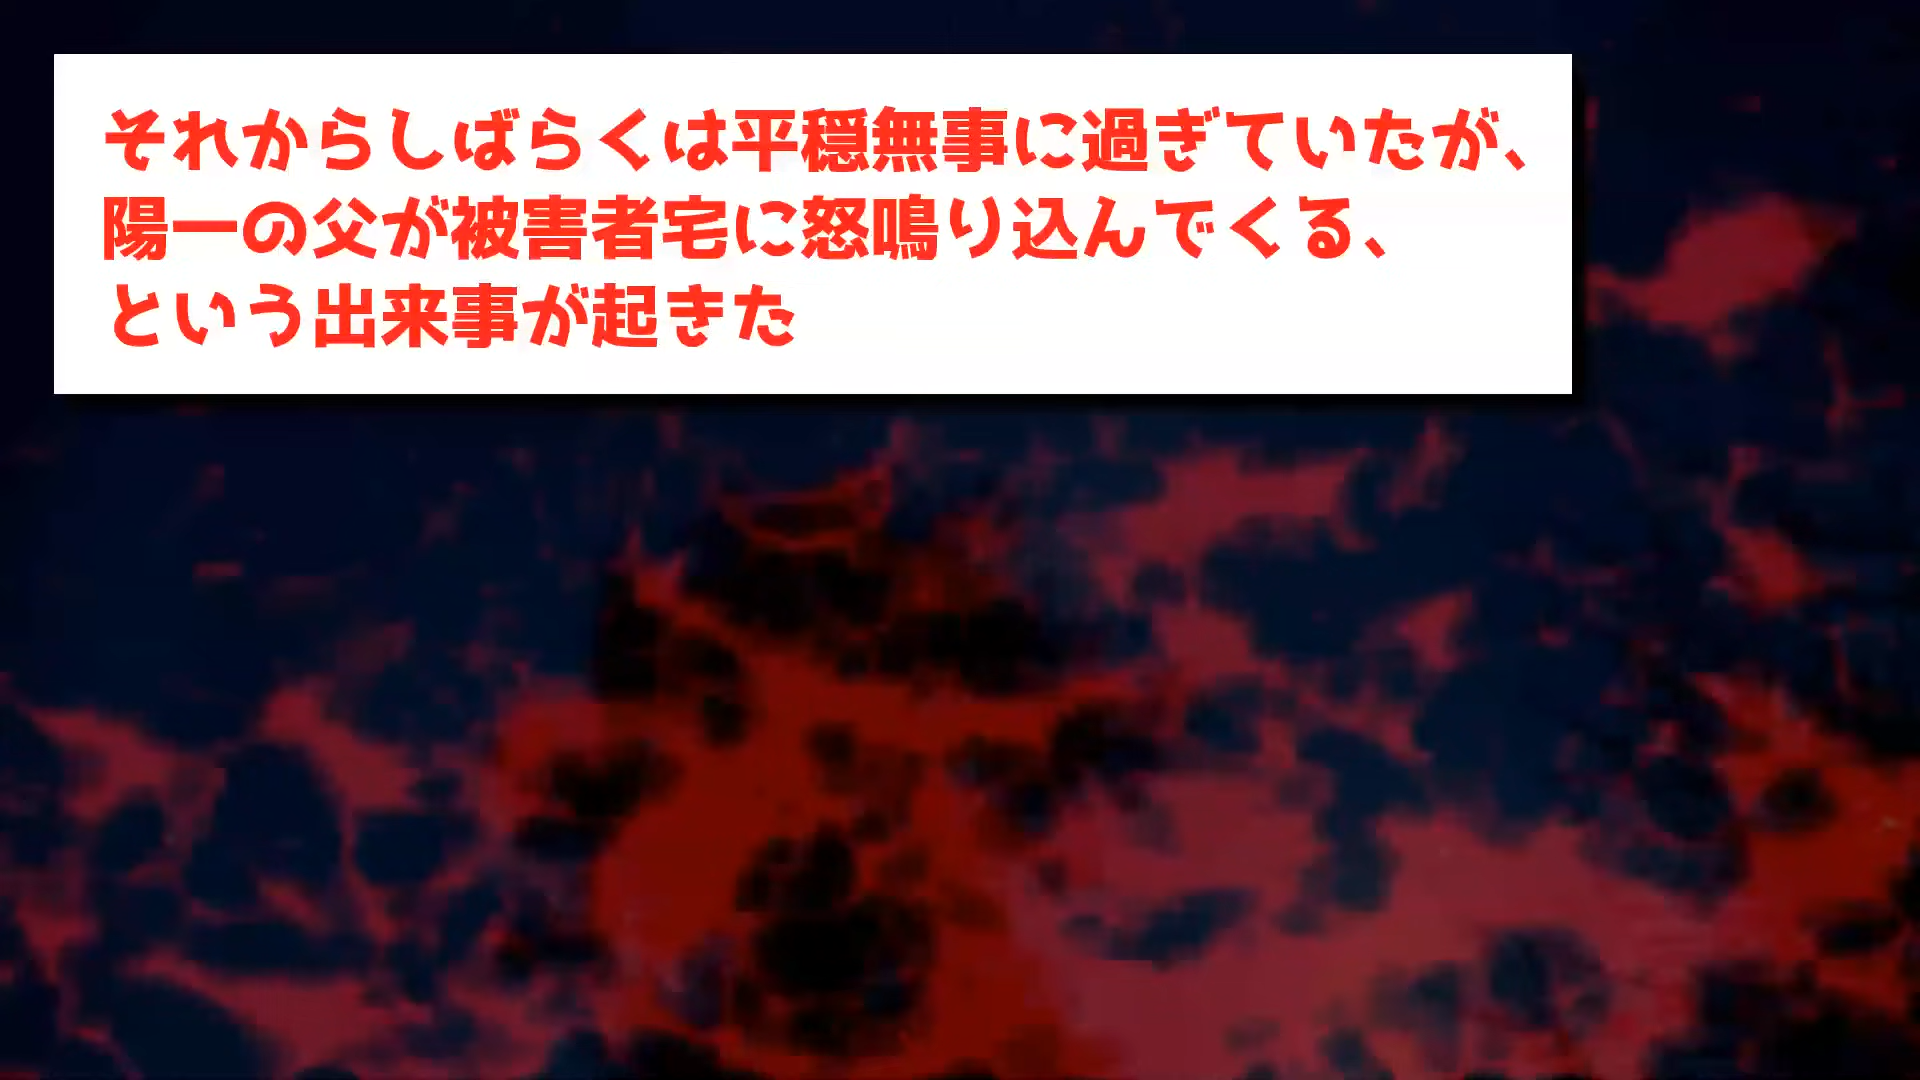 それからしばらくは平穏無事に過ぎていたが、
陽一の父が被害者宅に怒鳴り込んでくる、
という出来事が起きた